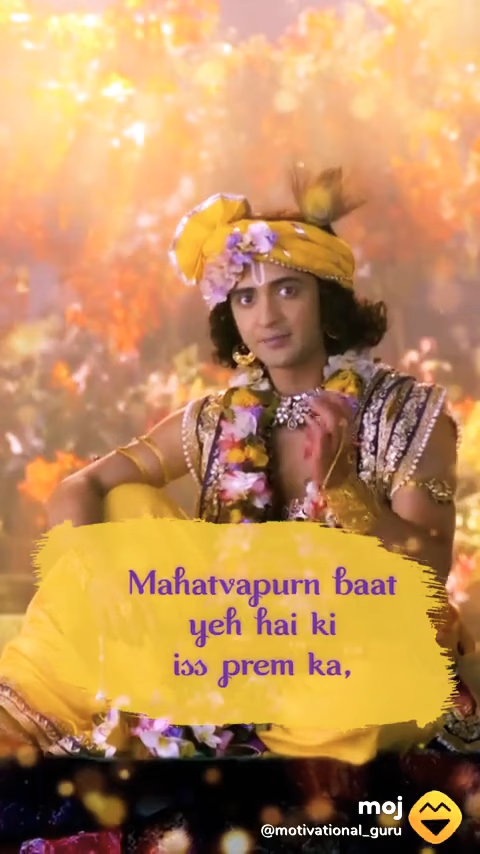 Mahatvapurn baat
yeh hai ki
iss prem ka,
moj
@motivational_guru